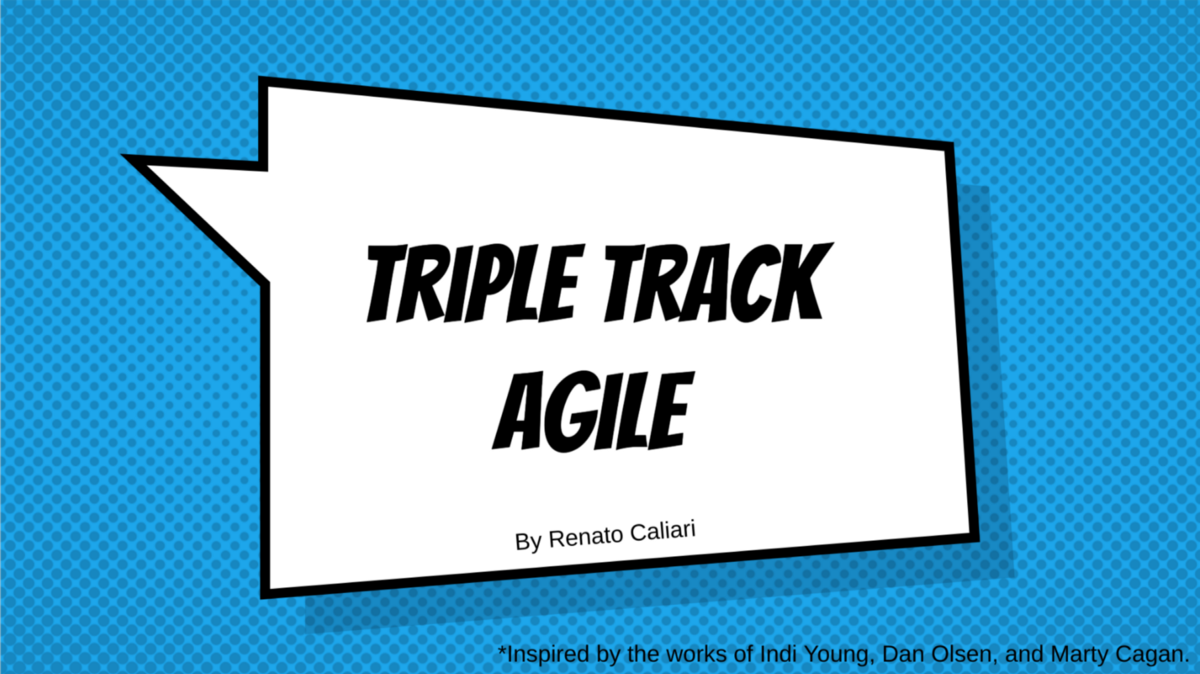 TRIPLE TRACK
AGILE
By Renato Caliari
*Inspired by the works of Indi Young, Dan Olsen, and Marty Cagan.